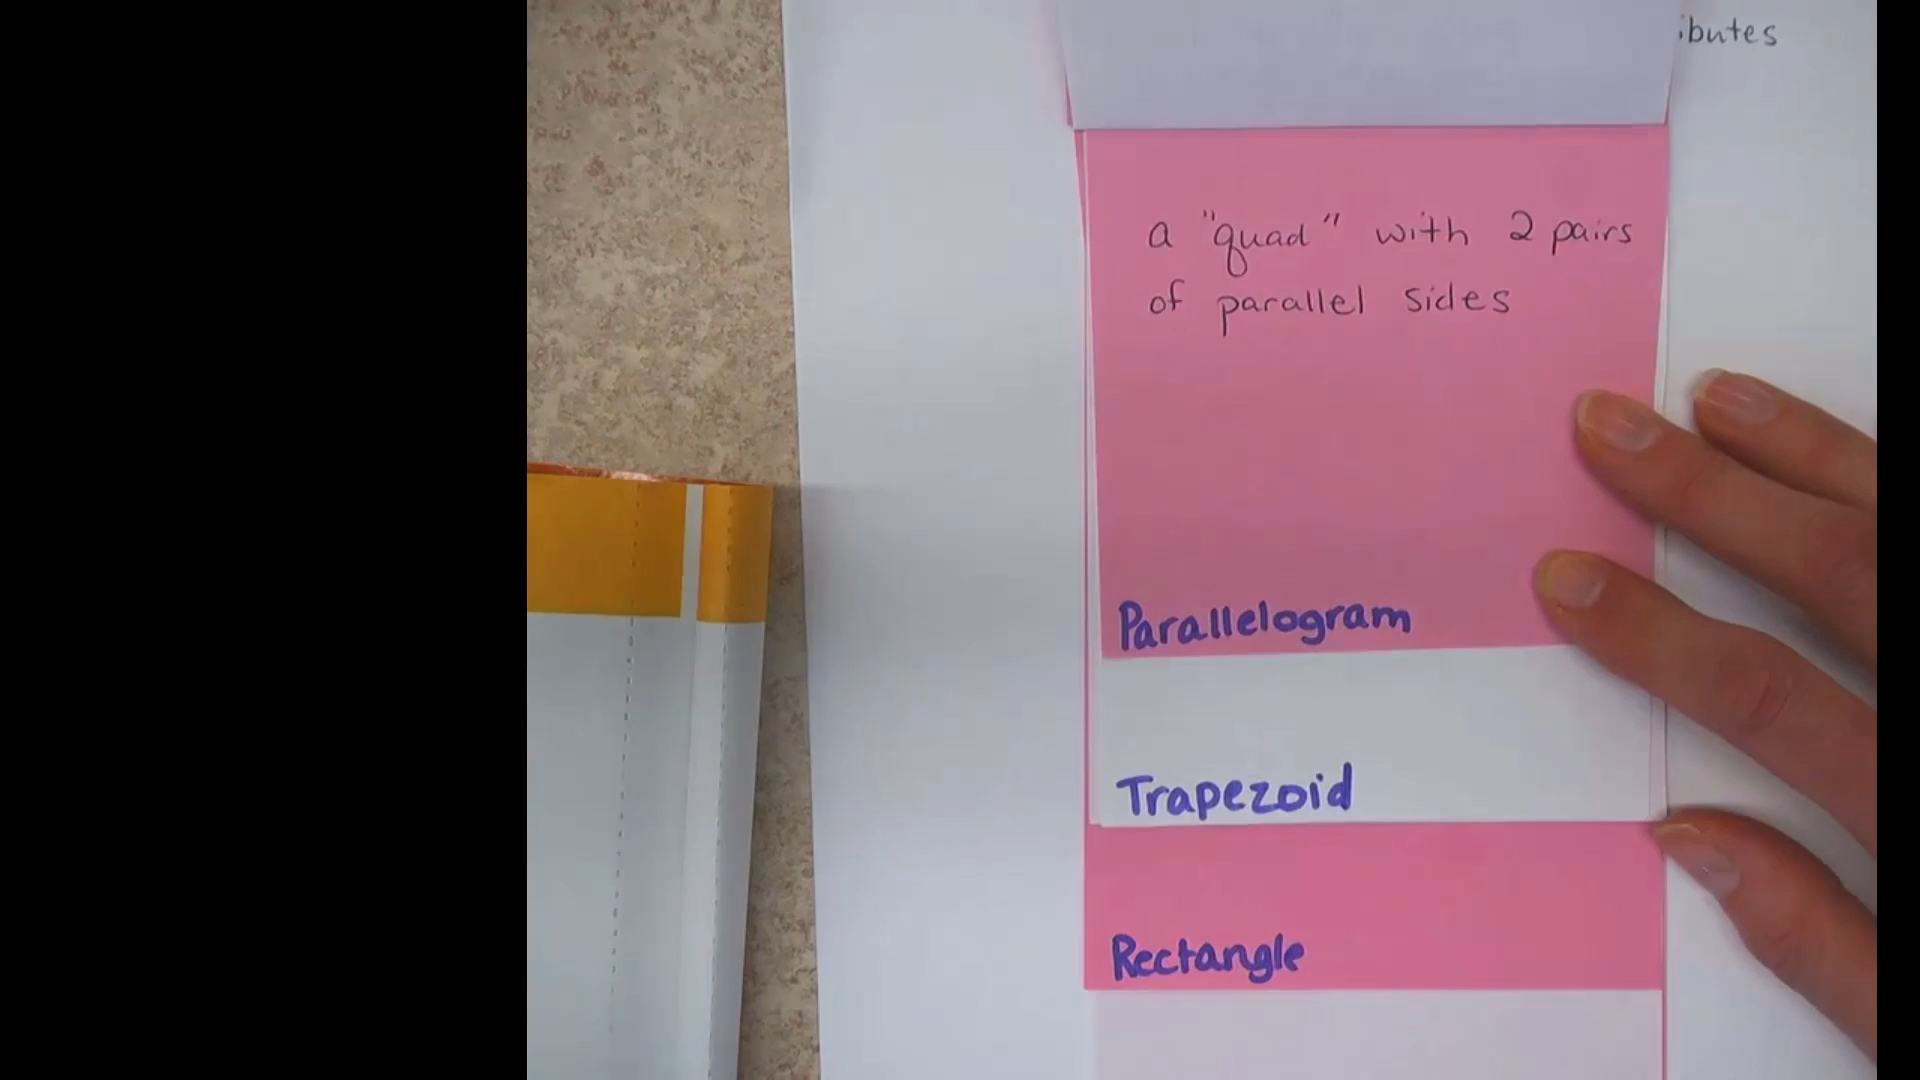 ibutes
a "quad" with 2 pairs
of parallel sides
Parallelogram
Trapezoid
Rectangle